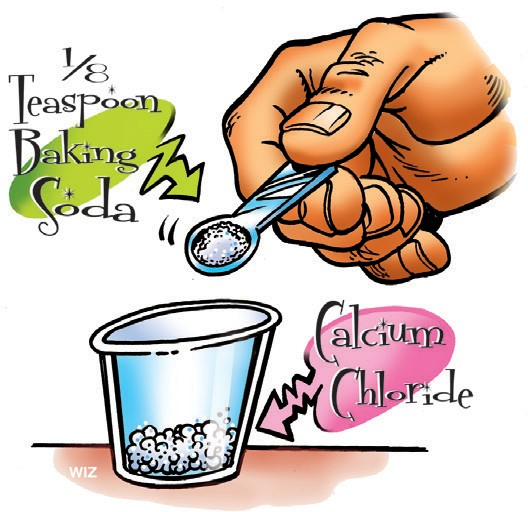 1/8
Teaspoon
Baking
Soda
Calcium
Chloride
WIZ